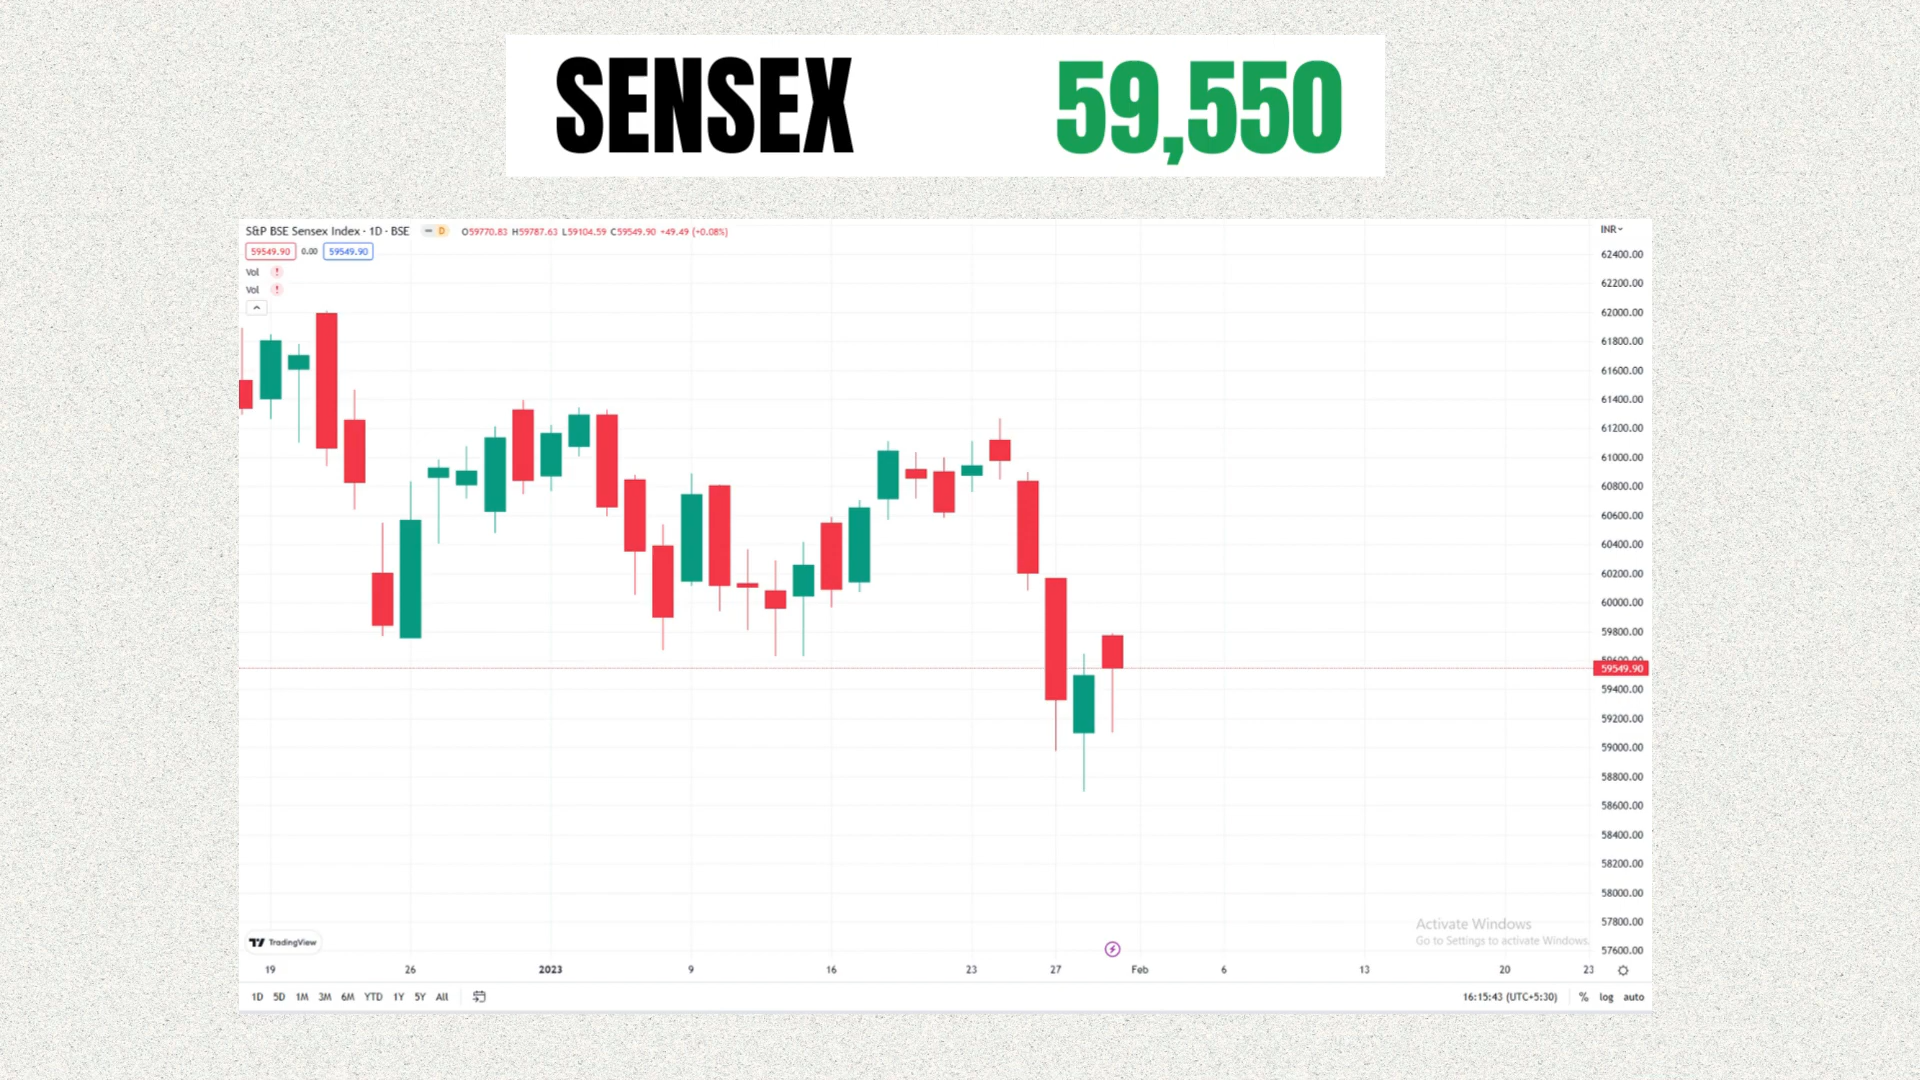 SENSEX 59,550
S&P BSE Sensex Index · 1D · BSE D O59770.83 H59787.63 L59104.59 C59549.90 +49.49 (+0.08%)
INR
59549.90 0.00 59549.90
Vol !
Vol !
62400.00
62200.00
62000.00
61800.00
61600.00
61400.00
61200.00
61000.00
60800.00
60600.00
60400.00
60200.00
60000.00
59800.00
59600.00
59549.90
59400.00
59200.00
59000.00
58800.00
58600.00
58400.00
58200.00
58000.00
57800.00
57600.00
Activate Windows
Go to Settings to activate Windows.
TradingView
19 26 2023 9 16 23 27 Feb 6 13 20 23
1D 5D 1M 3M 6M YTD 1Y 5Y All
16:15:43 (UTC+5:30) % log auto